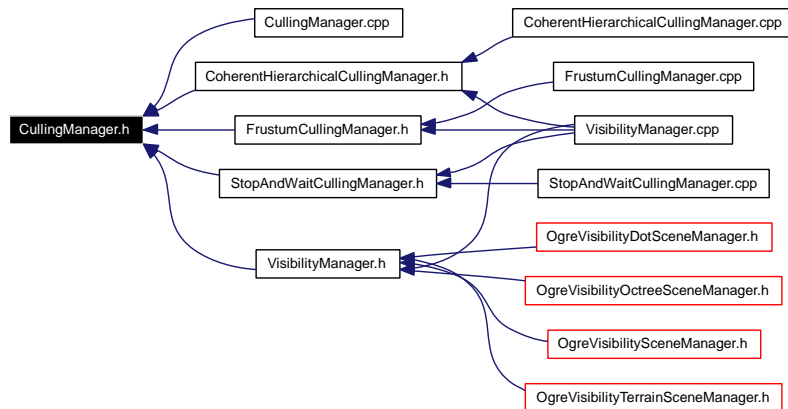 CullingManager.cpp
CoherentHierarchicalCullingManager.cpp
CoherentHierarchicalCullingManager.h
FrustumCullingManager.cpp
CullingManager.h
FrustumCullingManager.h
VisibilityManager.cpp
StopAndWaitCullingManager.h
StopAndWaitCullingManager.cpp
OgreVisibilityDotSceneManager.h
VisibilityManager.h
OgreVisibilityOctreeSceneManager.h
OgreVisibilitySceneManager.h
OgreVisibilityTerrainSceneManager.h